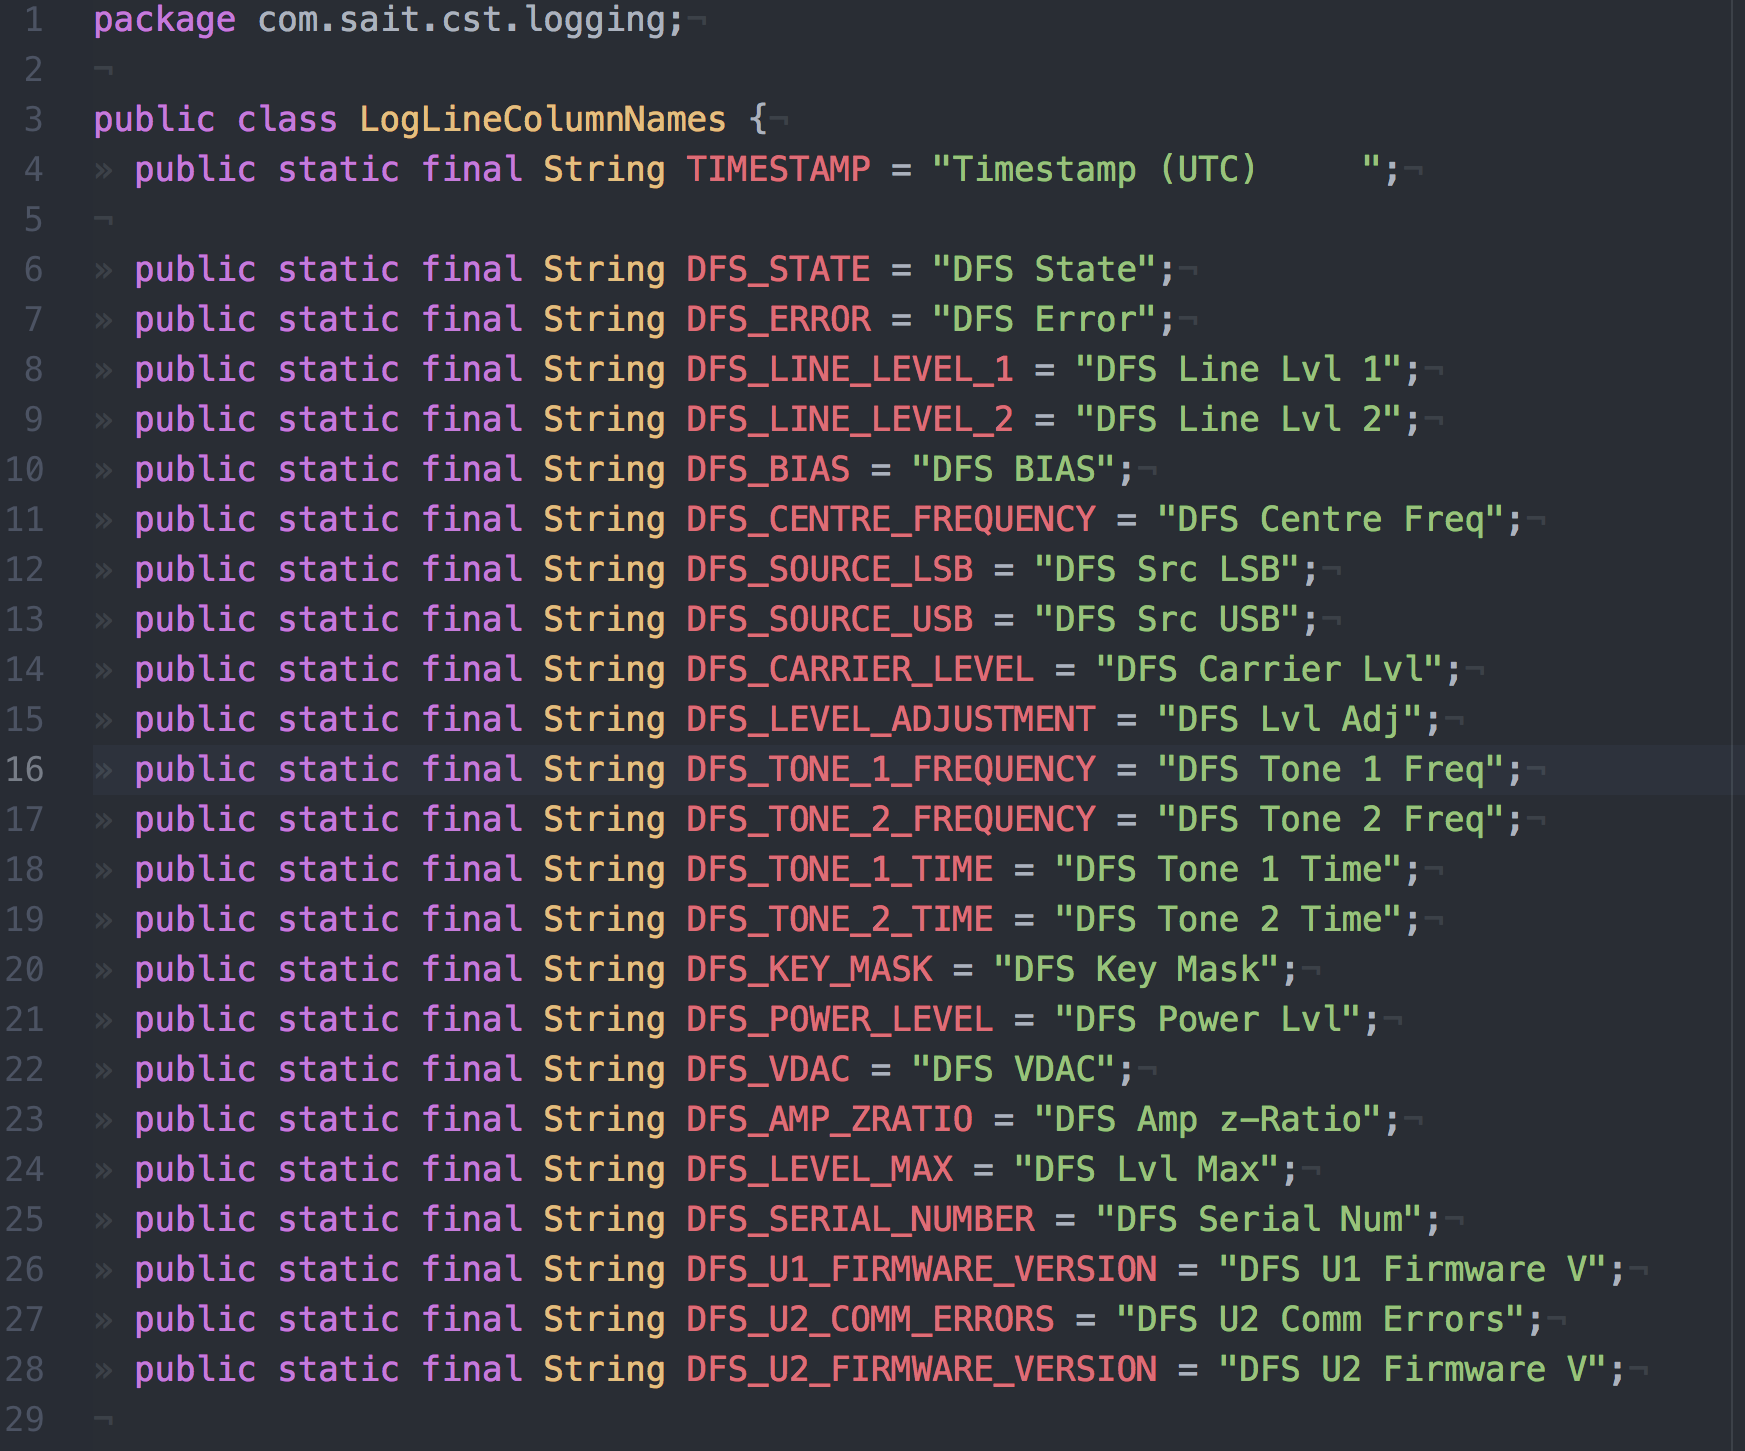 1 package com.sait.cst.logging;¬
2 ¬
3 public class LogLineColumnNames {¬
4 » public static final String TIMESTAMP = "Timestamp (UTC)     ";¬
5 ¬
6 » public static final String DFS_STATE = "DFS State";¬
7 » public static final String DFS_ERROR = "DFS Error";¬
8 » public static final String DFS_LINE_LEVEL_1 = "DFS Line Lvl 1";¬
9 » public static final String DFS_LINE_LEVEL_2 = "DFS Line Lvl 2";¬
10 » public static final String DFS_BIAS = "DFS BIAS";¬
11 » public static final String DFS_CENTRE_FREQUENCY = "DFS Centre Freq";¬
12 » public static final String DFS_SOURCE_LSB = "DFS Src LSB";¬
13 » public static final String DFS_SOURCE_USB = "DFS Src USB";¬
14 » public static final String DFS_CARRIER_LEVEL = "DFS Carrier Lvl";¬
15 » public static final String DFS_LEVEL_ADJUSTMENT = "DFS Lvl Adj";¬
16 » public static final String DFS_TONE_1_FREQUENCY = "DFS Tone 1 Freq";¬
17 » public static final String DFS_TONE_2_FREQUENCY = "DFS Tone 2 Freq";¬
18 » public static final String DFS_TONE_1_TIME = "DFS Tone 1 Time";¬
19 » public static final String DFS_TONE_2_TIME = "DFS Tone 2 Time";¬
20 » public static final String DFS_KEY_MASK = "DFS Key Mask";¬
21 » public static final String DFS_POWER_LEVEL = "DFS Power Lvl";¬
22 » public static final String DFS_VDAC = "DFS VDAC";¬
23 » public static final String DFS_AMP_ZRATIO = "DFS Amp z-Ratio";¬
24 » public static final String DFS_LEVEL_MAX = "DFS Lvl Max";¬
25 » public static final String DFS_SERIAL_NUMBER = "DFS Serial Num";¬
26 » public static final String DFS_U1_FIRMWARE_VERSION = "DFS U1 Firmware V";¬
27 » public static final String DFS_U2_COMM_ERRORS = "DFS U2 Comm Errors";¬
28 » public static final String DFS_U2_FIRMWARE_VERSION = "DFS U2 Firmware V";¬
29 ¬